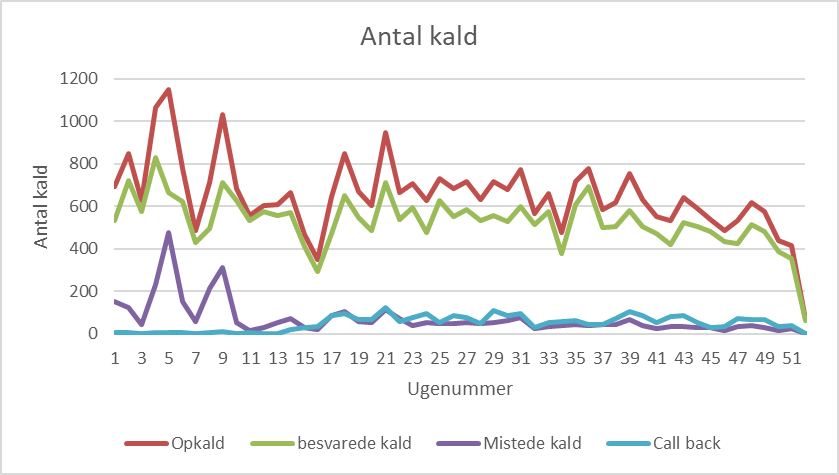 Antal kald
1200
1000
800
600
400
200
0
Antal kald
1 3 5 7 9 11 13 15 17 19 21 23 25 27 29 31 33 35 37 39 41 43 45 47 49 51
Ugenummer
Opkald besvarede kald Mistede kald Call back